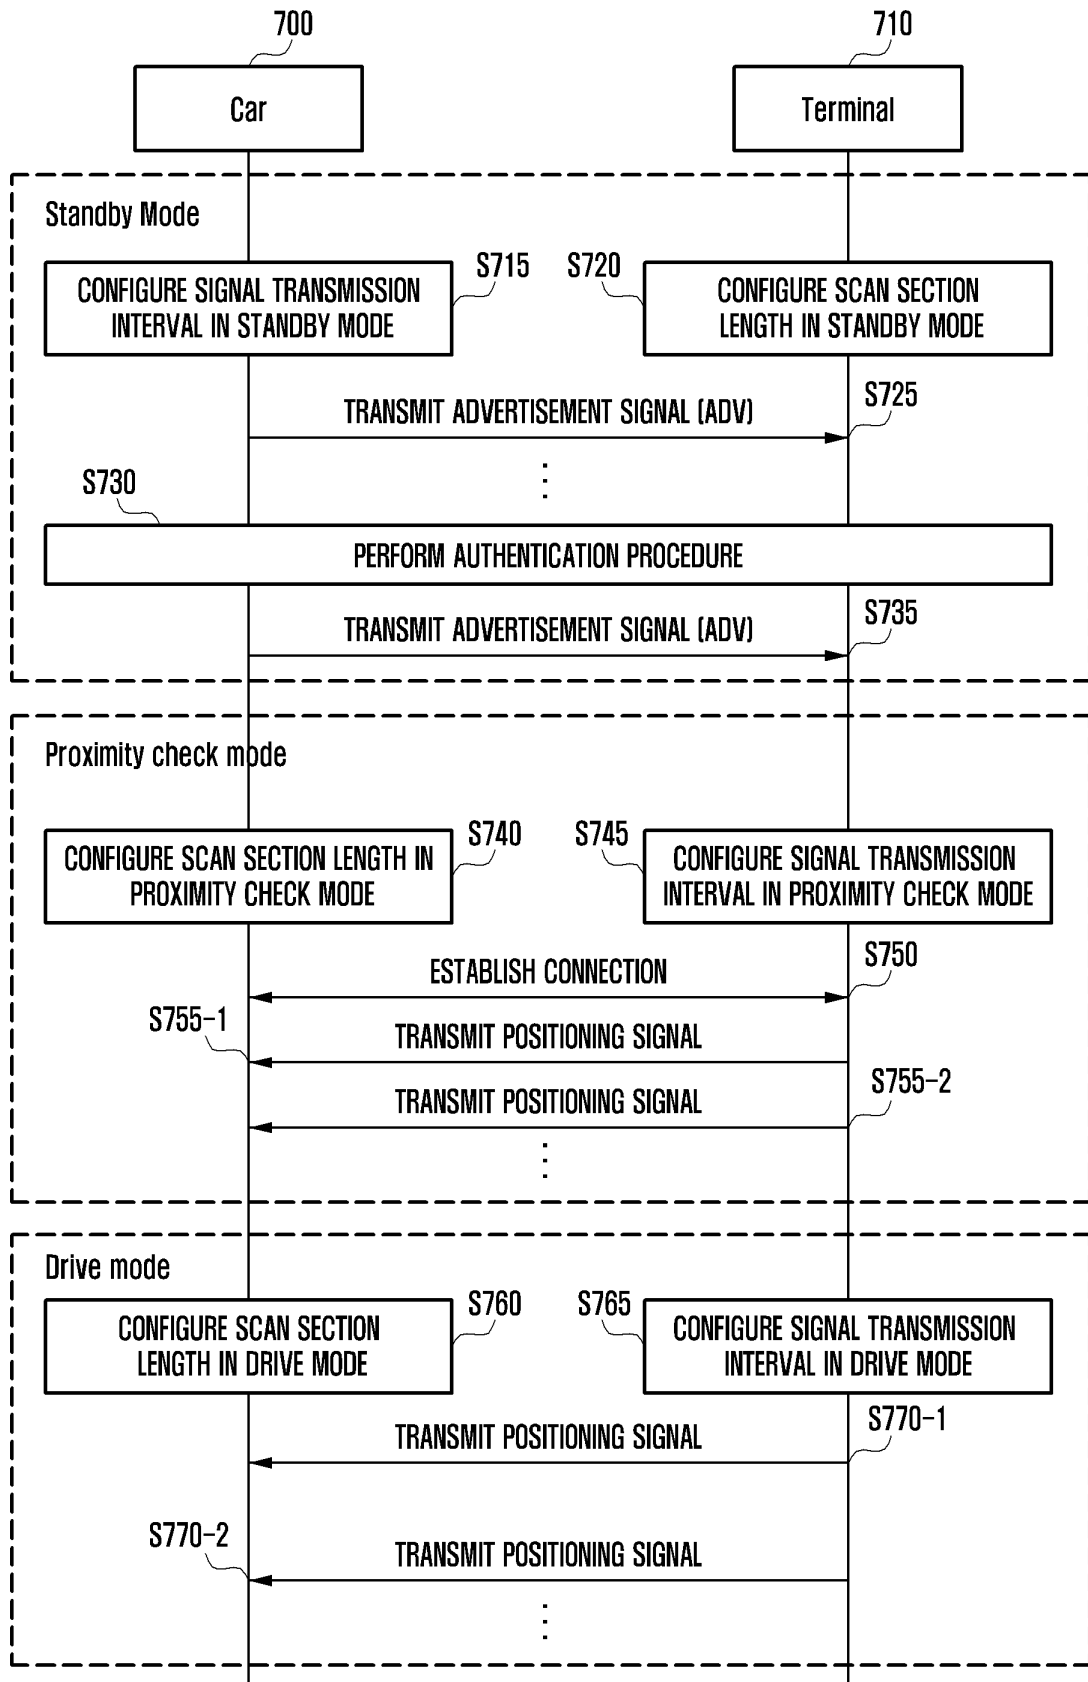 700
710
Car
Terminal
Standby Mode
S715
S720
CONFIGURE SIGNAL TRANSMISSION
INTERVAL IN STANDBY MODE
CONFIGURE SCAN SECTION
LENGTH IN STANDBY MODE
TRANSMIT ADVERTISEMENT SIGNAL (ADV)
S725
S730
PERFORM AUTHENTICATION PROCEDURE
TRANSMIT ADVERTISEMENT SIGNAL (ADV)
S735
Proximity check mode
S740
S745
CONFIGURE SCAN SECTION LENGTH IN
PROXIMITY CHECK MODE
CONFIGURE SIGNAL TRANSMISSION
INTERVAL IN PROXIMITY CHECK MODE
ESTABLISH CONNECTION
S750
S755-1
TRANSMIT POSITIONING SIGNAL
TRANSMIT POSITIONING SIGNAL
S755-2
Drive mode
S760
S765
CONFIGURE SCAN SECTION
LENGTH IN DRIVE MODE
CONFIGURE SIGNAL TRANSMISSION
INTERVAL IN DRIVE MODE
TRANSMIT POSITIONING SIGNAL
S770-1
S770-2
TRANSMIT POSITIONING SIGNAL